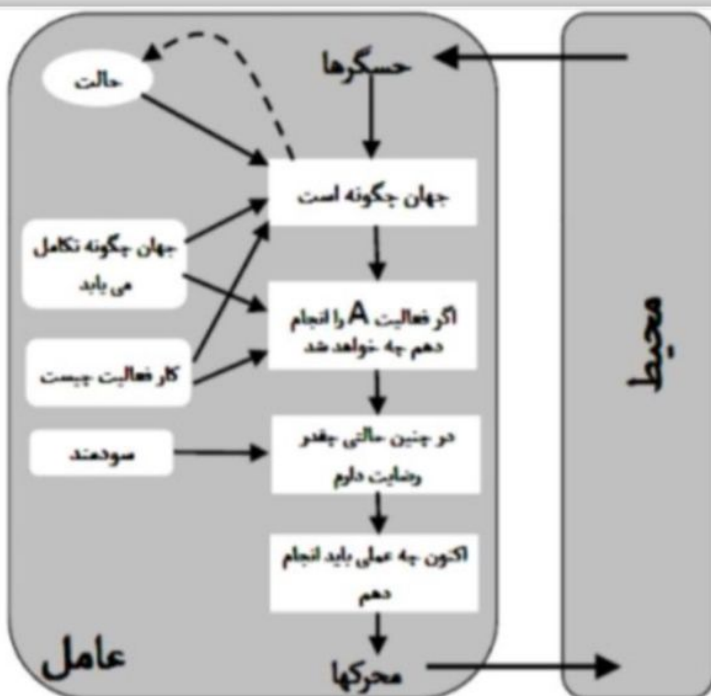 حسگرها
حالت
جهان چگونه است
جهان چگونه تکامل
می یابد
اگر فعالیت A را انجام
دهم چه خواهد شد
کار فعالیت چیست
در چنین حالتی چقدر
رضایت دارم
سودمند
اکنون چه عملی باید انجام
دهم
محرکها
عامل
محیط